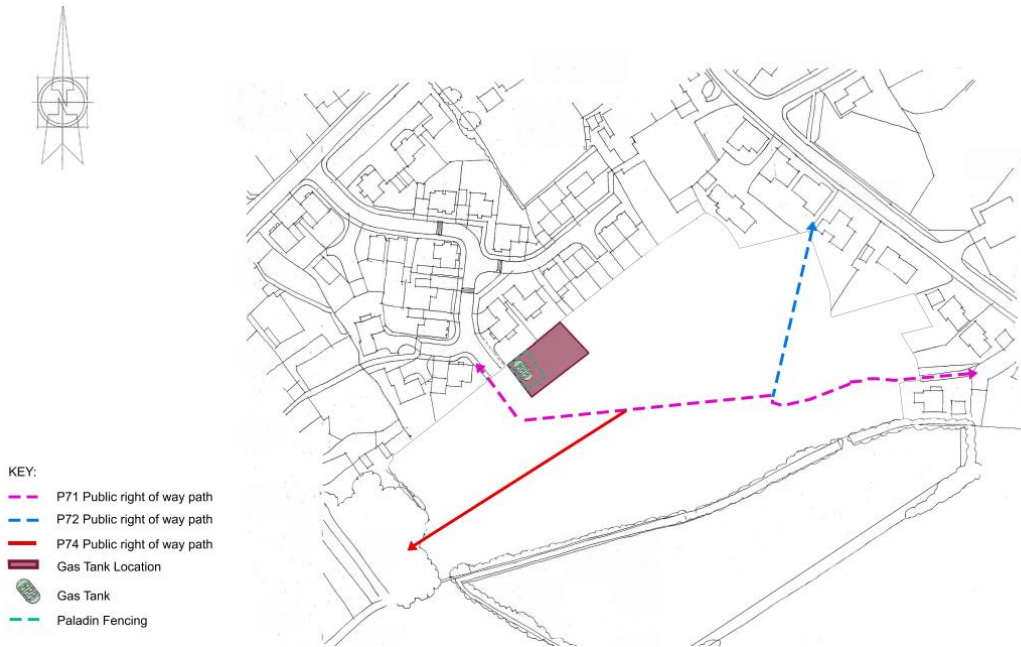 N
KEY:
P71 Public right of way path
P72 Public right of way path
P74 Public right of way path
Gas Tank Location
Gas Tank
Paladin Fencing